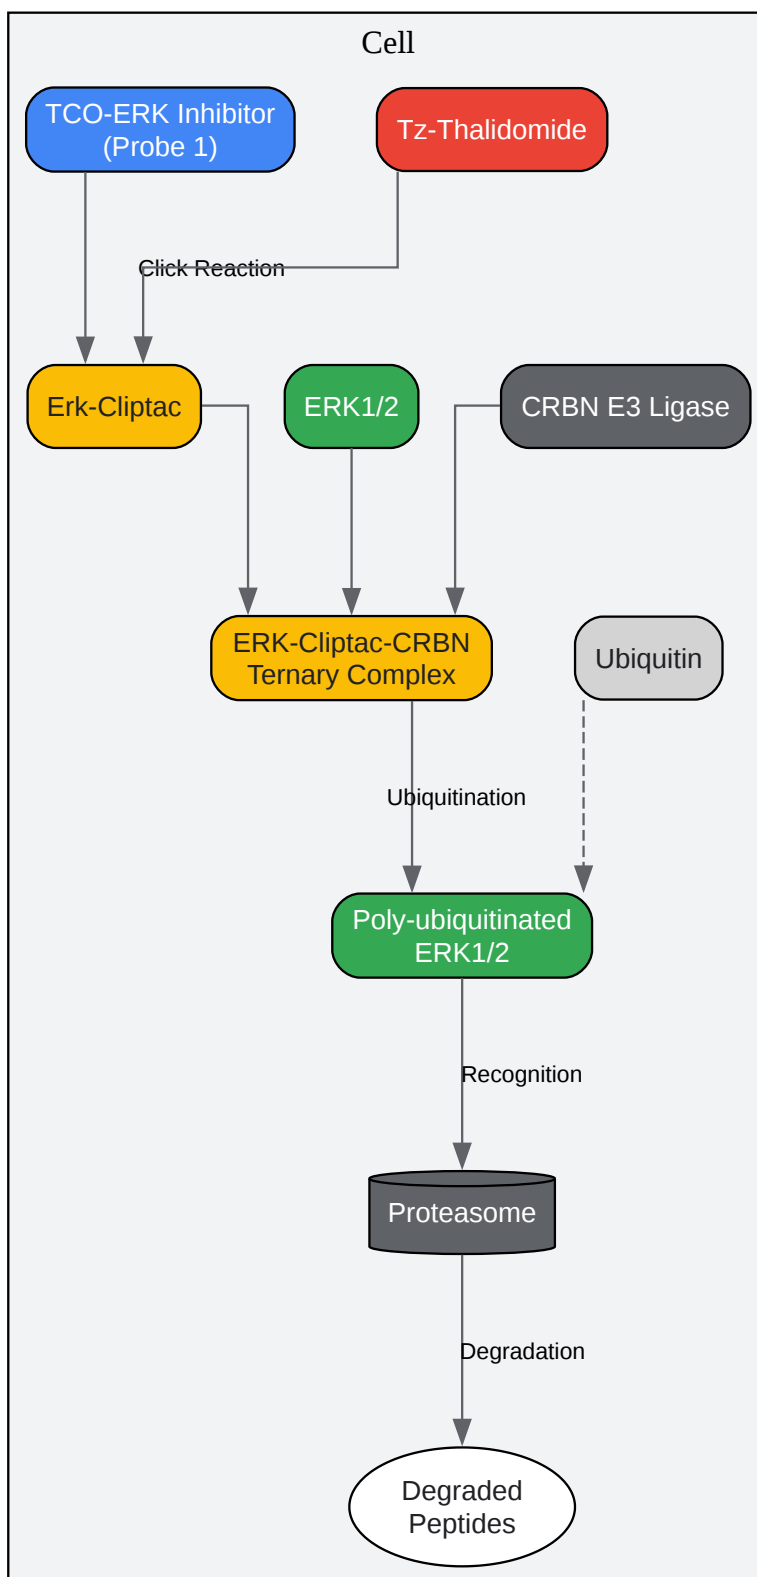 Cell
TCO-ERK Inhibitor
(Probe 1)
Tz-Thalidomide
Click Reaction
Erk-Cliptac
ERK1/2
CRBN E3 Ligase
ERK-Cliptac-CRBN
Ternary Complex
Ubiquitin
Ubiquitination
Poly-ubiquitinated
ERK1/2
Recognition
Proteasome
Degradation
Degraded
Peptides